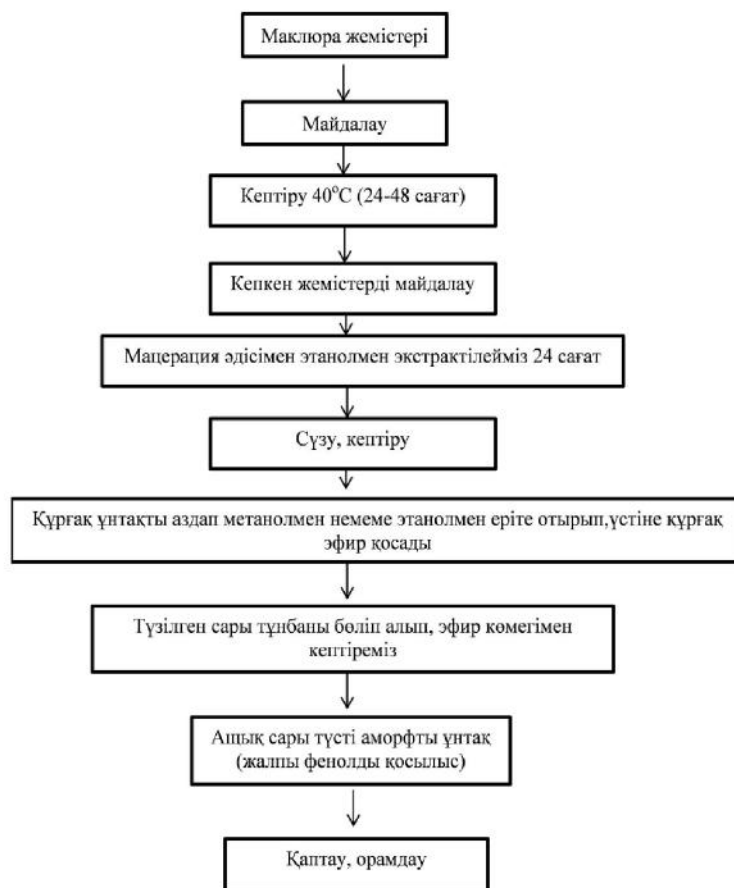 Маклюра жемістері
Майдалау
Кептіру 40°С (24-48 сағат)
Кепкен жемістерді майдалау
Мацерация әдісімен этанолмен экстрактілейміз 24 сағат
Сүзу, кептіру
Құрғақ ұнтақты аздап метанолмен немеме этанолмен еріте отырып,үстіне құрғақ
эфир қосады
Түзілген сары тұнбаны бөліп алып, эфир көмегімен
кептіреміз
Ашық сары түсті аморфты ұнтақ
(жалпы фенолды қосылыс)
Қаптау, орамдау